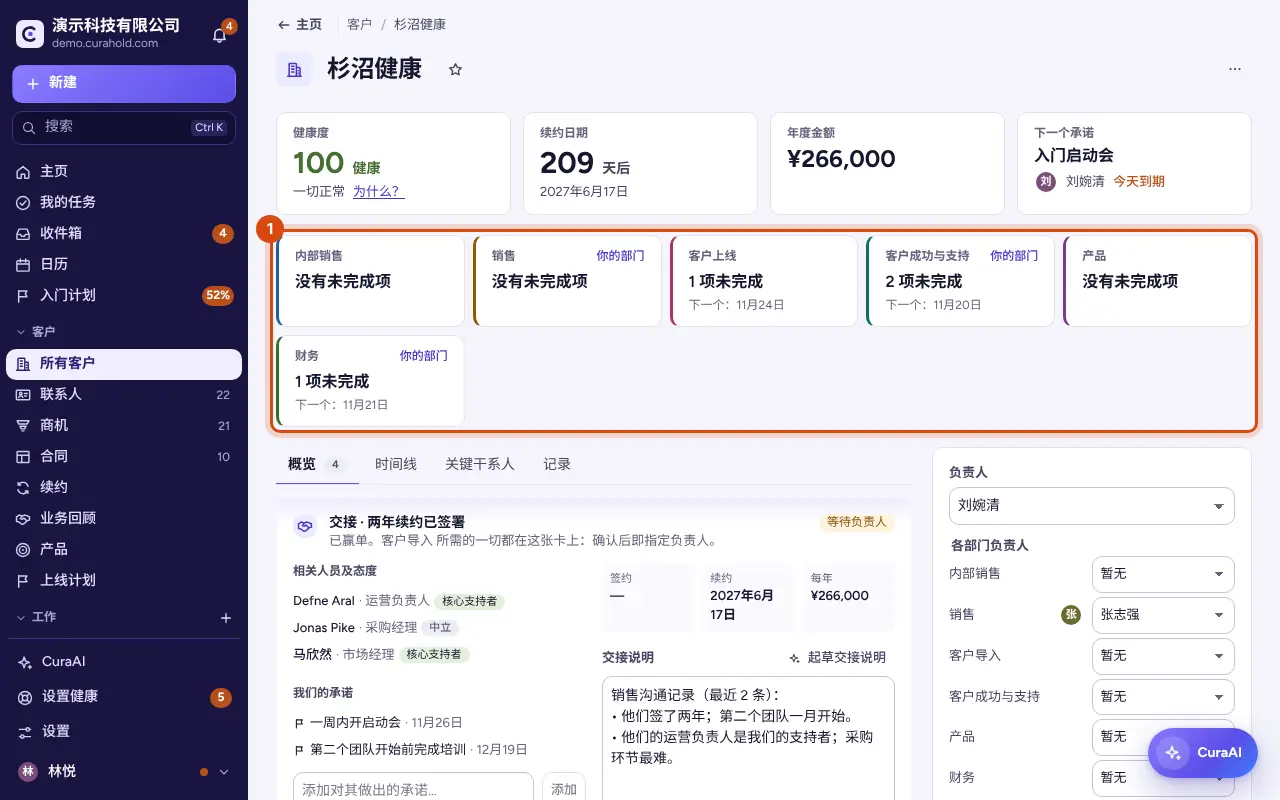 演示科技有限公司
demo.curahold.com
4
新建
搜索
Ctrl K
主页
我的任务
收件箱
4
日历
入门计划
52%
客户
所有客户
联系人
22
商机
21
合同
10
续约
业务回顾
产品
上线计划
工作
CuraAI
设置健康
5
设置
林
林悦
主页
客户 / 杉沼健康
杉沼健康
健康度
100 健康
一切正常 为什么？
续约日期
209 天后
2027年6月17日
年度金额
¥266,000
下一个承诺
入门启动会
刘 刘婉清 今天到期
1
内部销售
没有未完成项
销售 你的部门
没有未完成项
客户上线
1 项未完成
下一个：11月24日
客户成功与支持 你的部门
2 项未完成
下一个：11月20日
产品
没有未完成项
财务 你的部门
1 项未完成
下一个：11月21日
概览 4
时间线
关键干系人
记录
交接 · 两年续约已签署
等待负责人
已赢单。客户导入 所需的一切都在这张卡上：确认后即指定负责人。
相关人员及态度
Defne Aral · 运营负责人 核心支持者
Jonas Pike · 采购经理 中立
马欣然 · 市场经理 核心支持者
我们的承诺
一周内开启动会 · 11月26日
第二个团队开始前完成培训 · 12月19日
添加对其做出的承诺…
添加
签约
—
续约
2027年6月
17日
每年
¥266,000
交接说明
起草交接说明
销售沟通记录（最近 2 条）：
• 他们签了两年；第二个团队一月开始。
• 他们的运营负责人是我们的支持者；采购
环节最难。
负责人
刘婉清
各部门负责人
内部销售
暂无
销售
张
张志强
客户导入
暂无
客户成功与支持
暂无
产品
暂无
财务
暂无
CuraAI